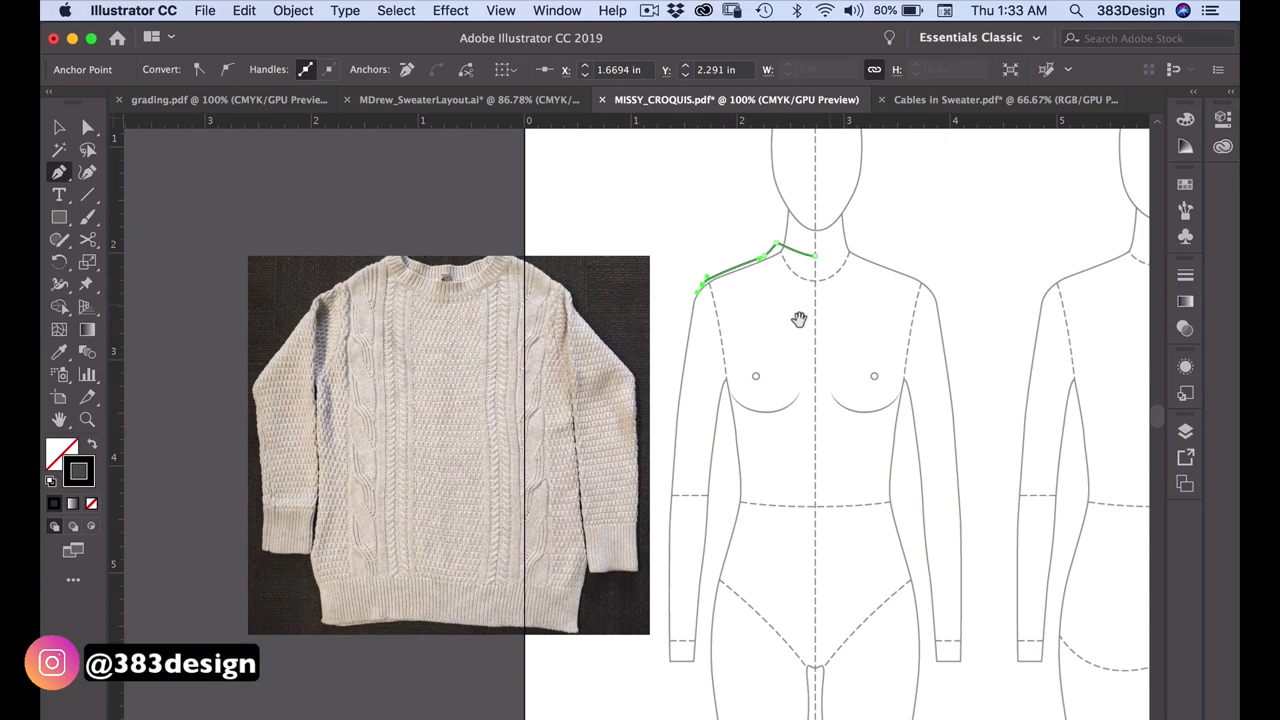 Illustrator CC File Edit Object Type Select Effect View Window Help 80% Thu 1:33 AM 383Design
Adobe Illustrator CC 2019 Essentials Classic Search Adobe Stock
Anchor Point Convert: Handles: Anchors: X: 1.6694 in Y: 2.291 in W: 0 in H: 0 in
× grading.pdf @ 100% (CMYK/GPU Previe... × MDrew_SweaterLayout.ai* @ 86.78% (CMYK/... × MISSY_CROQUIS.pdf* @ 100% (CMYK/GPU Preview) × Cables in Sweater.pdf* @ 66.67% (RGB/GPU P...
3 2 1 0 1 2 3 4 5
1
2
3
4
5
@383design